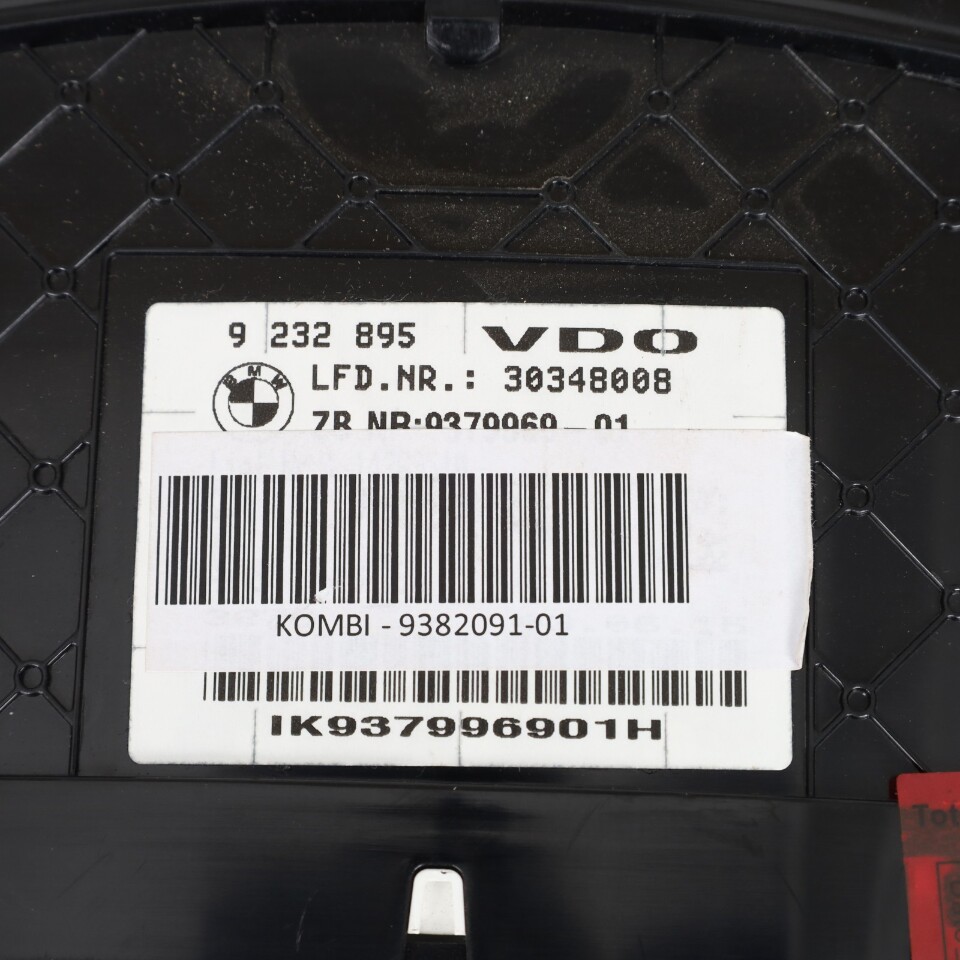 9 232 895 VDO
BMW
LFD.NR.: 30348008
ZB NR:9379969-01
KOMBI - 9382091-01
IK937996901H